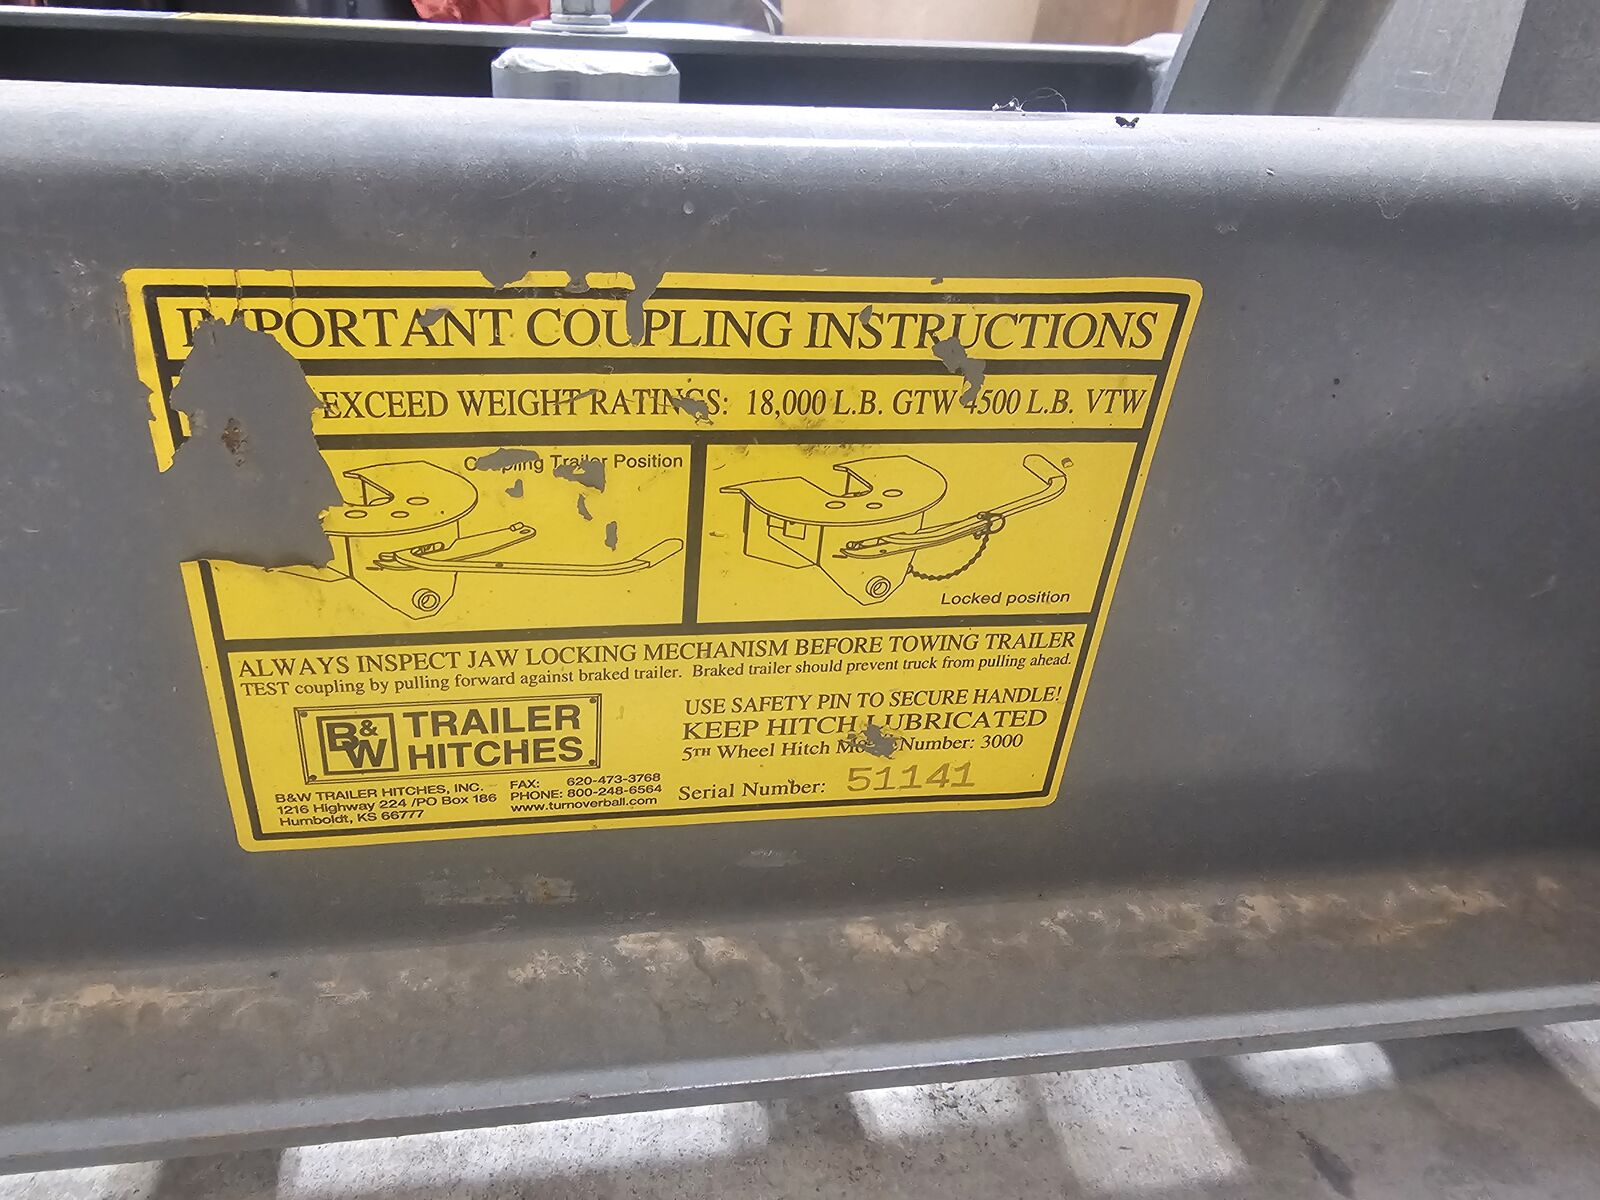 IMPORTANT COUPLING INSTRUCTIONS
EXCEED WEIGHT RATINGS: 18,000 L.B. GTW 4500 L.B. VTW
Coupling Trailer Position
Locked position
ALWAYS INSPECT JAW LOCKING MECHANISM BEFORE TOWING TRAILER
TEST coupling by pulling forward against braked trailer. Braked trailer should prevent truck from pulling ahead.
B&W TRAILER HITCHES
USE SAFETY PIN TO SECURE HANDLE!
KEEP HITCH LUBRICATED
5TH Wheel Hitch Model Number: 3000
Serial Number: 51141
B&W TRAILER HITCHES, INC.
1216 Highway 224 /PO Box 186
Humboldt, KS 66777
FAX: 620-473-3768
PHONE: 800-248-6564
www.turnoverball.com